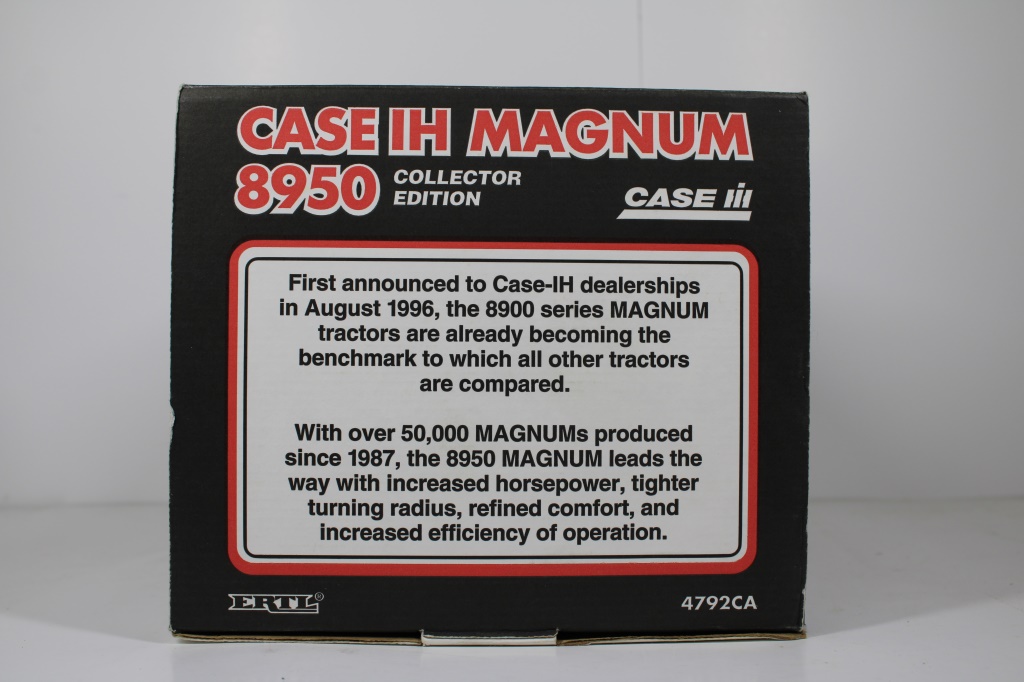 CASE IH MAGNUM
8950 COLLECTOR
EDITION
CASE IH
First announced to Case-IH dealerships
in August 1996, the 8900 series MAGNUM
tractors are already becoming the
benchmark to which all other tractors
are compared.
With over 50,000 MAGNUMs produced
since 1987, the 8950 MAGNUM leads the
way with increased horsepower, tighter
turning radius, refined comfort, and
increased efficiency of operation.
ERTL®
4792CA